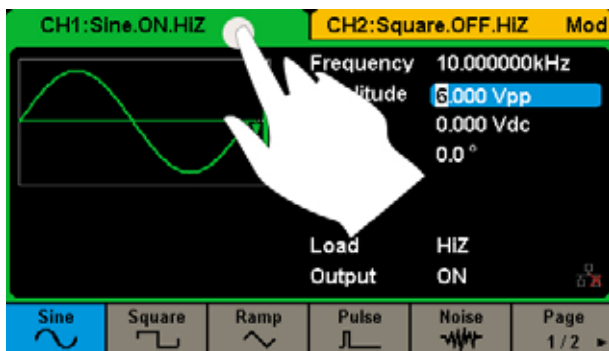 CH1:Sine.ON.HiZ CH2:Square.OFF.HiZ Mod
Frequency 10.000000kHz
6.000 Vpp
0.000 Vdc
0.0 °
Load HiZ
Output ON
Sine Square Ramp Pulse Noise Page
1/2